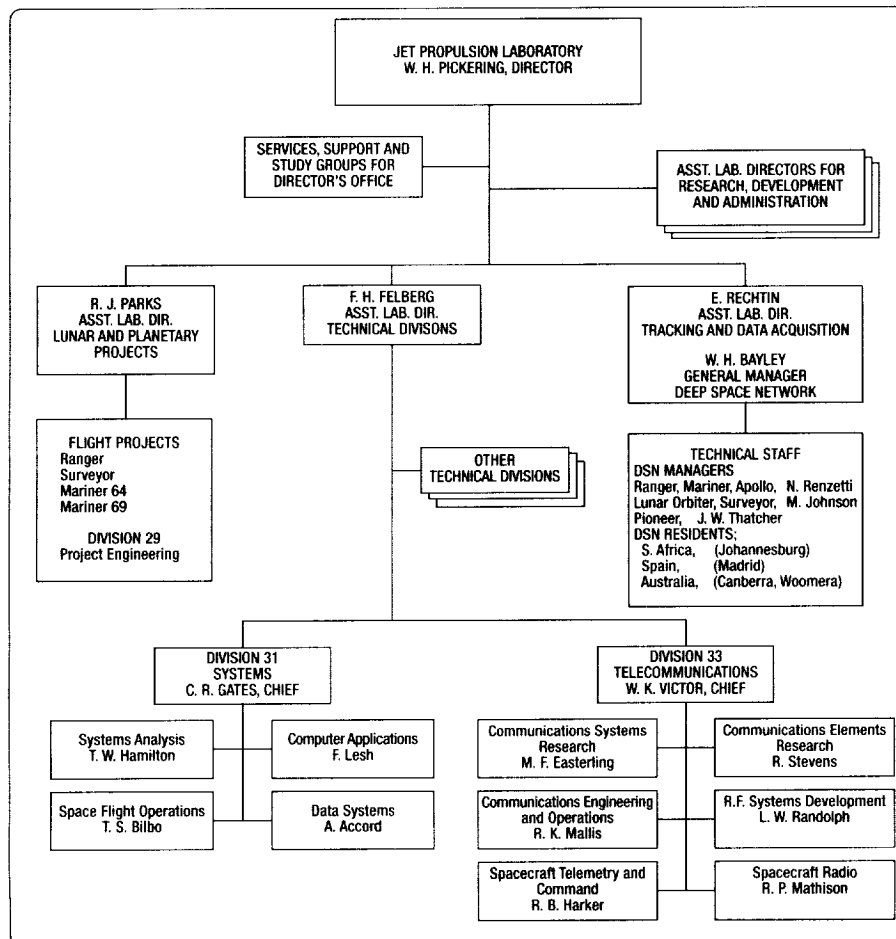 JET PROPULSION LABORATORY
W. H. PICKERING, DIRECTOR
SERVICES, SUPPORT AND
STUDY GROUPS FOR
DIRECTOR'S OFFICE
ASST. LAB. DIRECTORS FOR
RESEARCH, DEVELOPMENT
AND ADMINISTRATION
R. J. PARKS
ASST. LAB. DIR.
LUNAR AND PLANETARY
PROJECTS
F. H. FELBERG
ASST. LAB. DIR.
TECHNICAL DIVISONS
E. RECHTIN
ASST. LAB. DIR.
TRACKING AND DATA ACQUISITION
W. H. BAYLEY
GENERAL MANAGER
DEEP SPACE NETWORK
FLIGHT PROJECTS
Ranger
Surveyor
Mariner 64
Mariner 69
DIVISION 29
Project Engineering
OTHER
TECHNICAL DIVISIONS
TECHNICAL STAFF
DSN MANAGERS
Ranger, Mariner, Apollo, N. Renzetti
Lunar Orbiter, Surveyor, M. Johnson
Pioneer, J. W. Thatcher
DSN RESIDENTS;
S. Africa, (Johannesburg)
Spain, (Madrid)
Australia, (Canberra, Woomera)
DIVISION 31
SYSTEMS
C. R. GATES, CHIEF
DIVISION 33
TELECOMMUNICATIONS
W. K. VICTOR, CHIEF
Systems Analysis
T. W. Hamilton
Computer Applications
F. Lesh
Space Flight Operations
T. S. Bilbo
Data Systems
A. Accord
Communications Systems
Research
M. F. Easterling
Communications Elements
Research
R. Stevens
Communications Engineering
and Operations
R. K. Mallis
R.F. Systems Development
L. W. Randolph
Spacecraft Telemetry and
Command
R. B. Harker
Spacecraft Radio
R. P. Mathison